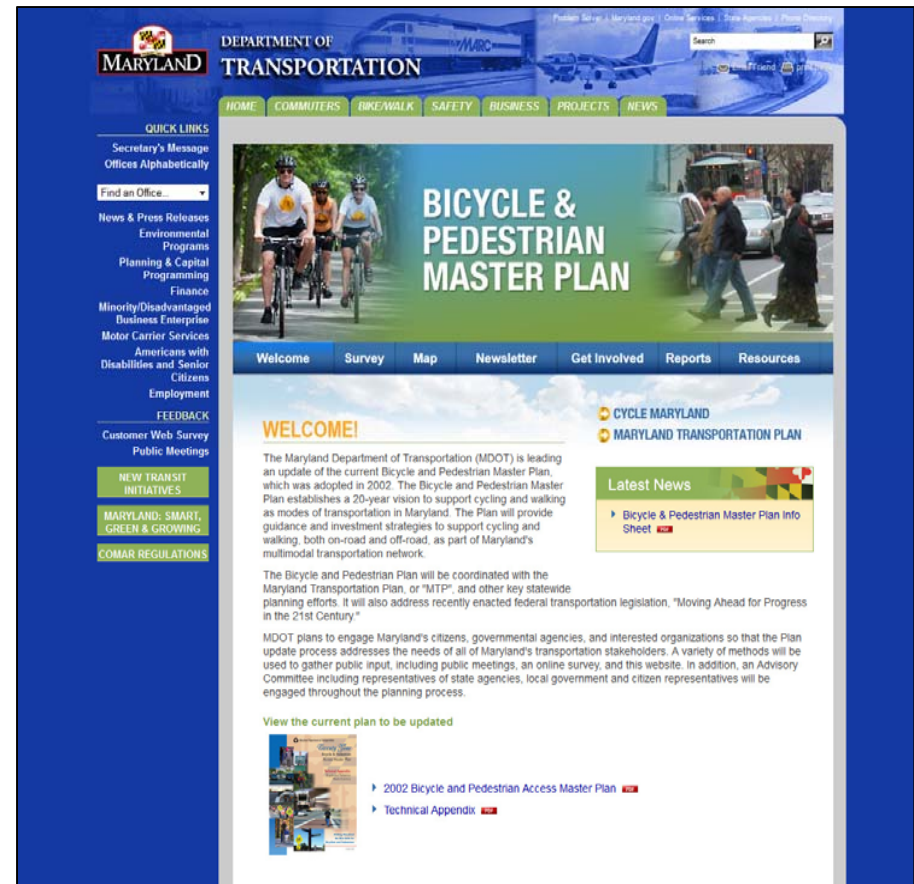 Problem Solver | Maryland.gov | Online Services | State Agencies | Phone Directory
Search
MARYLAND
DEPARTMENT OF
TRANSPORTATION
MARC
HOME COMMUTERS BIKE/WALK SAFETY BUSINESS PROJECTS NEWS
QUICK LINKS
Secretary's Message
Offices Alphabetically
Find an Office...
News & Press Releases
Environmental
Programs
Planning & Capital
Programming
Finance
Minority/Disadvantaged
Business Enterprise
Motor Carrier Services
Americans with
Disabilities and Senior
Citizens
Employment
FEEDBACK
Customer Web Survey
Public Meetings
NEW TRANSIT
INITIATIVES
MARYLAND: SMART,
GREEN & GROWING
COMAR REGULATIONS
BICYCLE &
PEDESTRIAN
MASTER PLAN
Welcome Survey Map Newsletter Get Involved Reports Resources
CYCLE MARYLAND
MARYLAND TRANSPORTATION PLAN
WELCOME!
The Maryland Department of Transportation (MDOT) is leading
an update of the current Bicycle and Pedestrian Master Plan,
which was adopted in 2002. The Bicycle and Pedestrian Master
Plan establishes a 20-year vision to support cycling and walking
as modes of transportation in Maryland. The Plan will provide
guidance and investment strategies to support cycling and
walking, both on-road and off-road, as part of Maryland's
multimodal transportation network.
Latest News
Bicycle & Pedestrian Master Plan Info
Sheet PDF
The Bicycle and Pedestrian Plan will be coordinated with the
Maryland Transportation Plan, or "MTP", and other key statewide
planning efforts. It will also address recently enacted federal transportation legislation, "Moving Ahead for Progress
in the 21st Century."
MDOT plans to engage Maryland's citizens, governmental agencies, and interested organizations so that the Plan
update process addresses the needs of all of Maryland's transportation stakeholders. A variety of methods will be
used to gather public input, including public meetings, an online survey, and this website. In addition, an Advisory
Committee including representatives of state agencies, local government and citizen representatives will be
engaged throughout the planning process.
View the current plan to be updated
2002 Bicycle and Pedestrian Access Master Plan PDF
Technical Appendix PDF